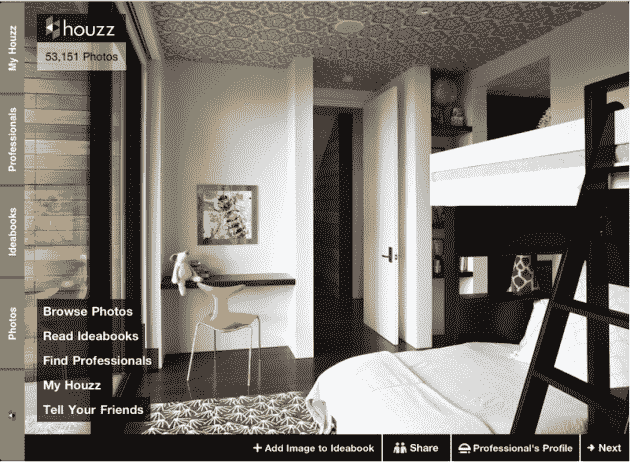 My Houzz
Professionals
Ideabooks
Photos
houzz
53,151 Photos
Browse Photos
Read Ideabooks
Find Professionals
My Houzz
Tell Your Friends
Add Image to Ideabook
Share
Professional's Profile
Next